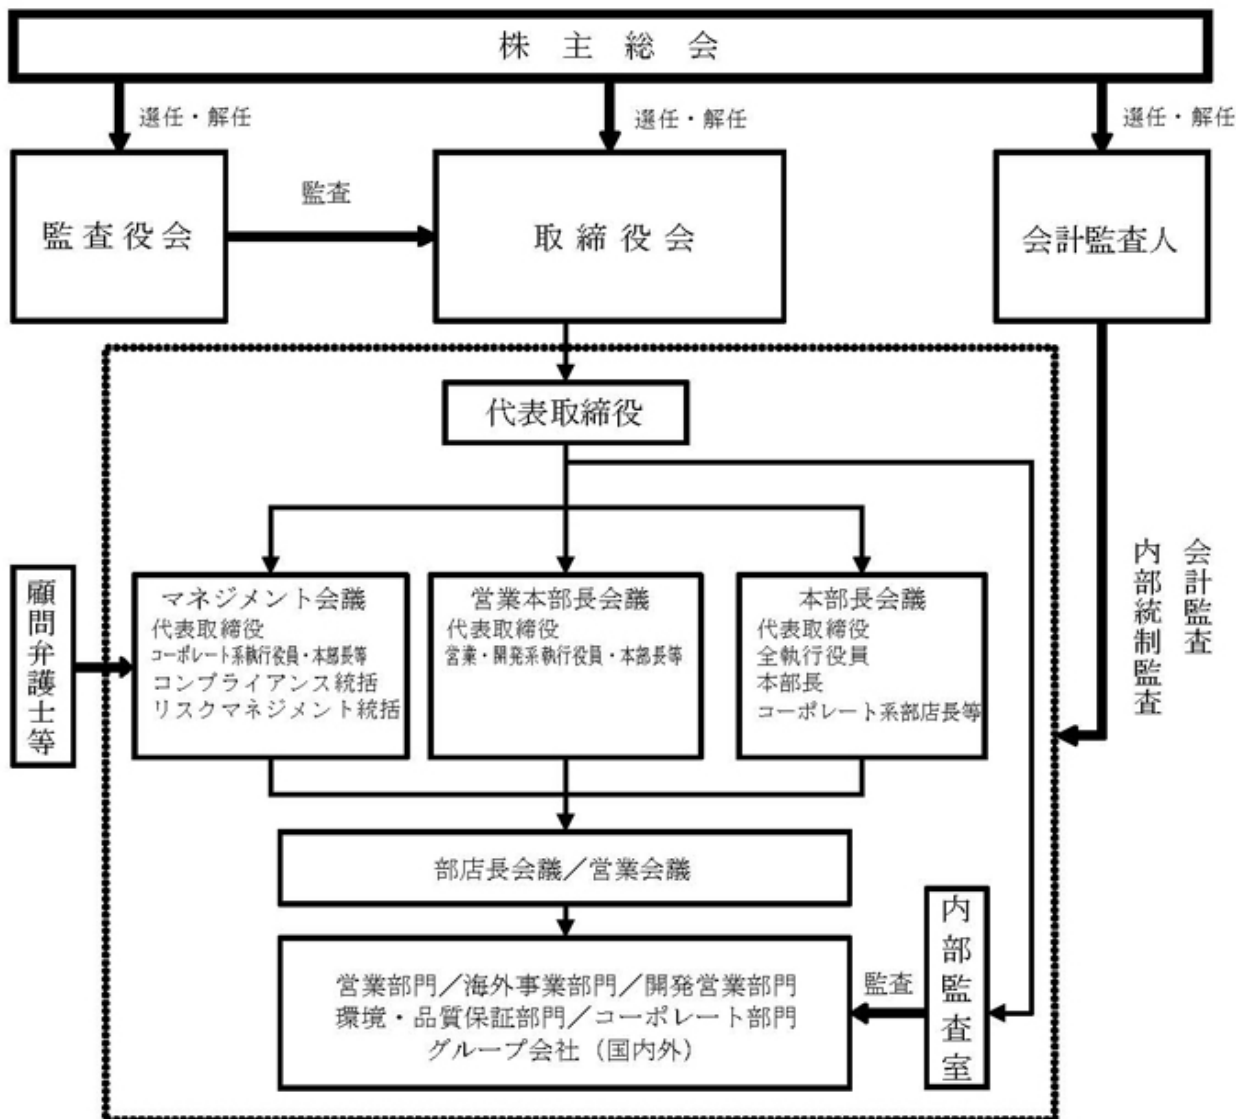 株主総会
選任・解任
選任・解任
選任・解任
監査役会
監査
取締役会
会計監査人
代表取締役
会計監査
内部統制監査
顧問弁護士等
マネジメント会議
代表取締役
コーポレート系執行役員・本部長等
コンプライアンス統括
リスクマネジメント統括
営業本部長会議
代表取締役
営業・開発系執行役員・本部長等
本部長会議
代表取締役
全執行役員
本部長
コーポレート系部店長等
部店長会議／営業会議
営業部門／海外事業部門／開発営業部門
環境・品質保証部門／コーポレート部門
グループ会社（国内外）
監査
内部監査室